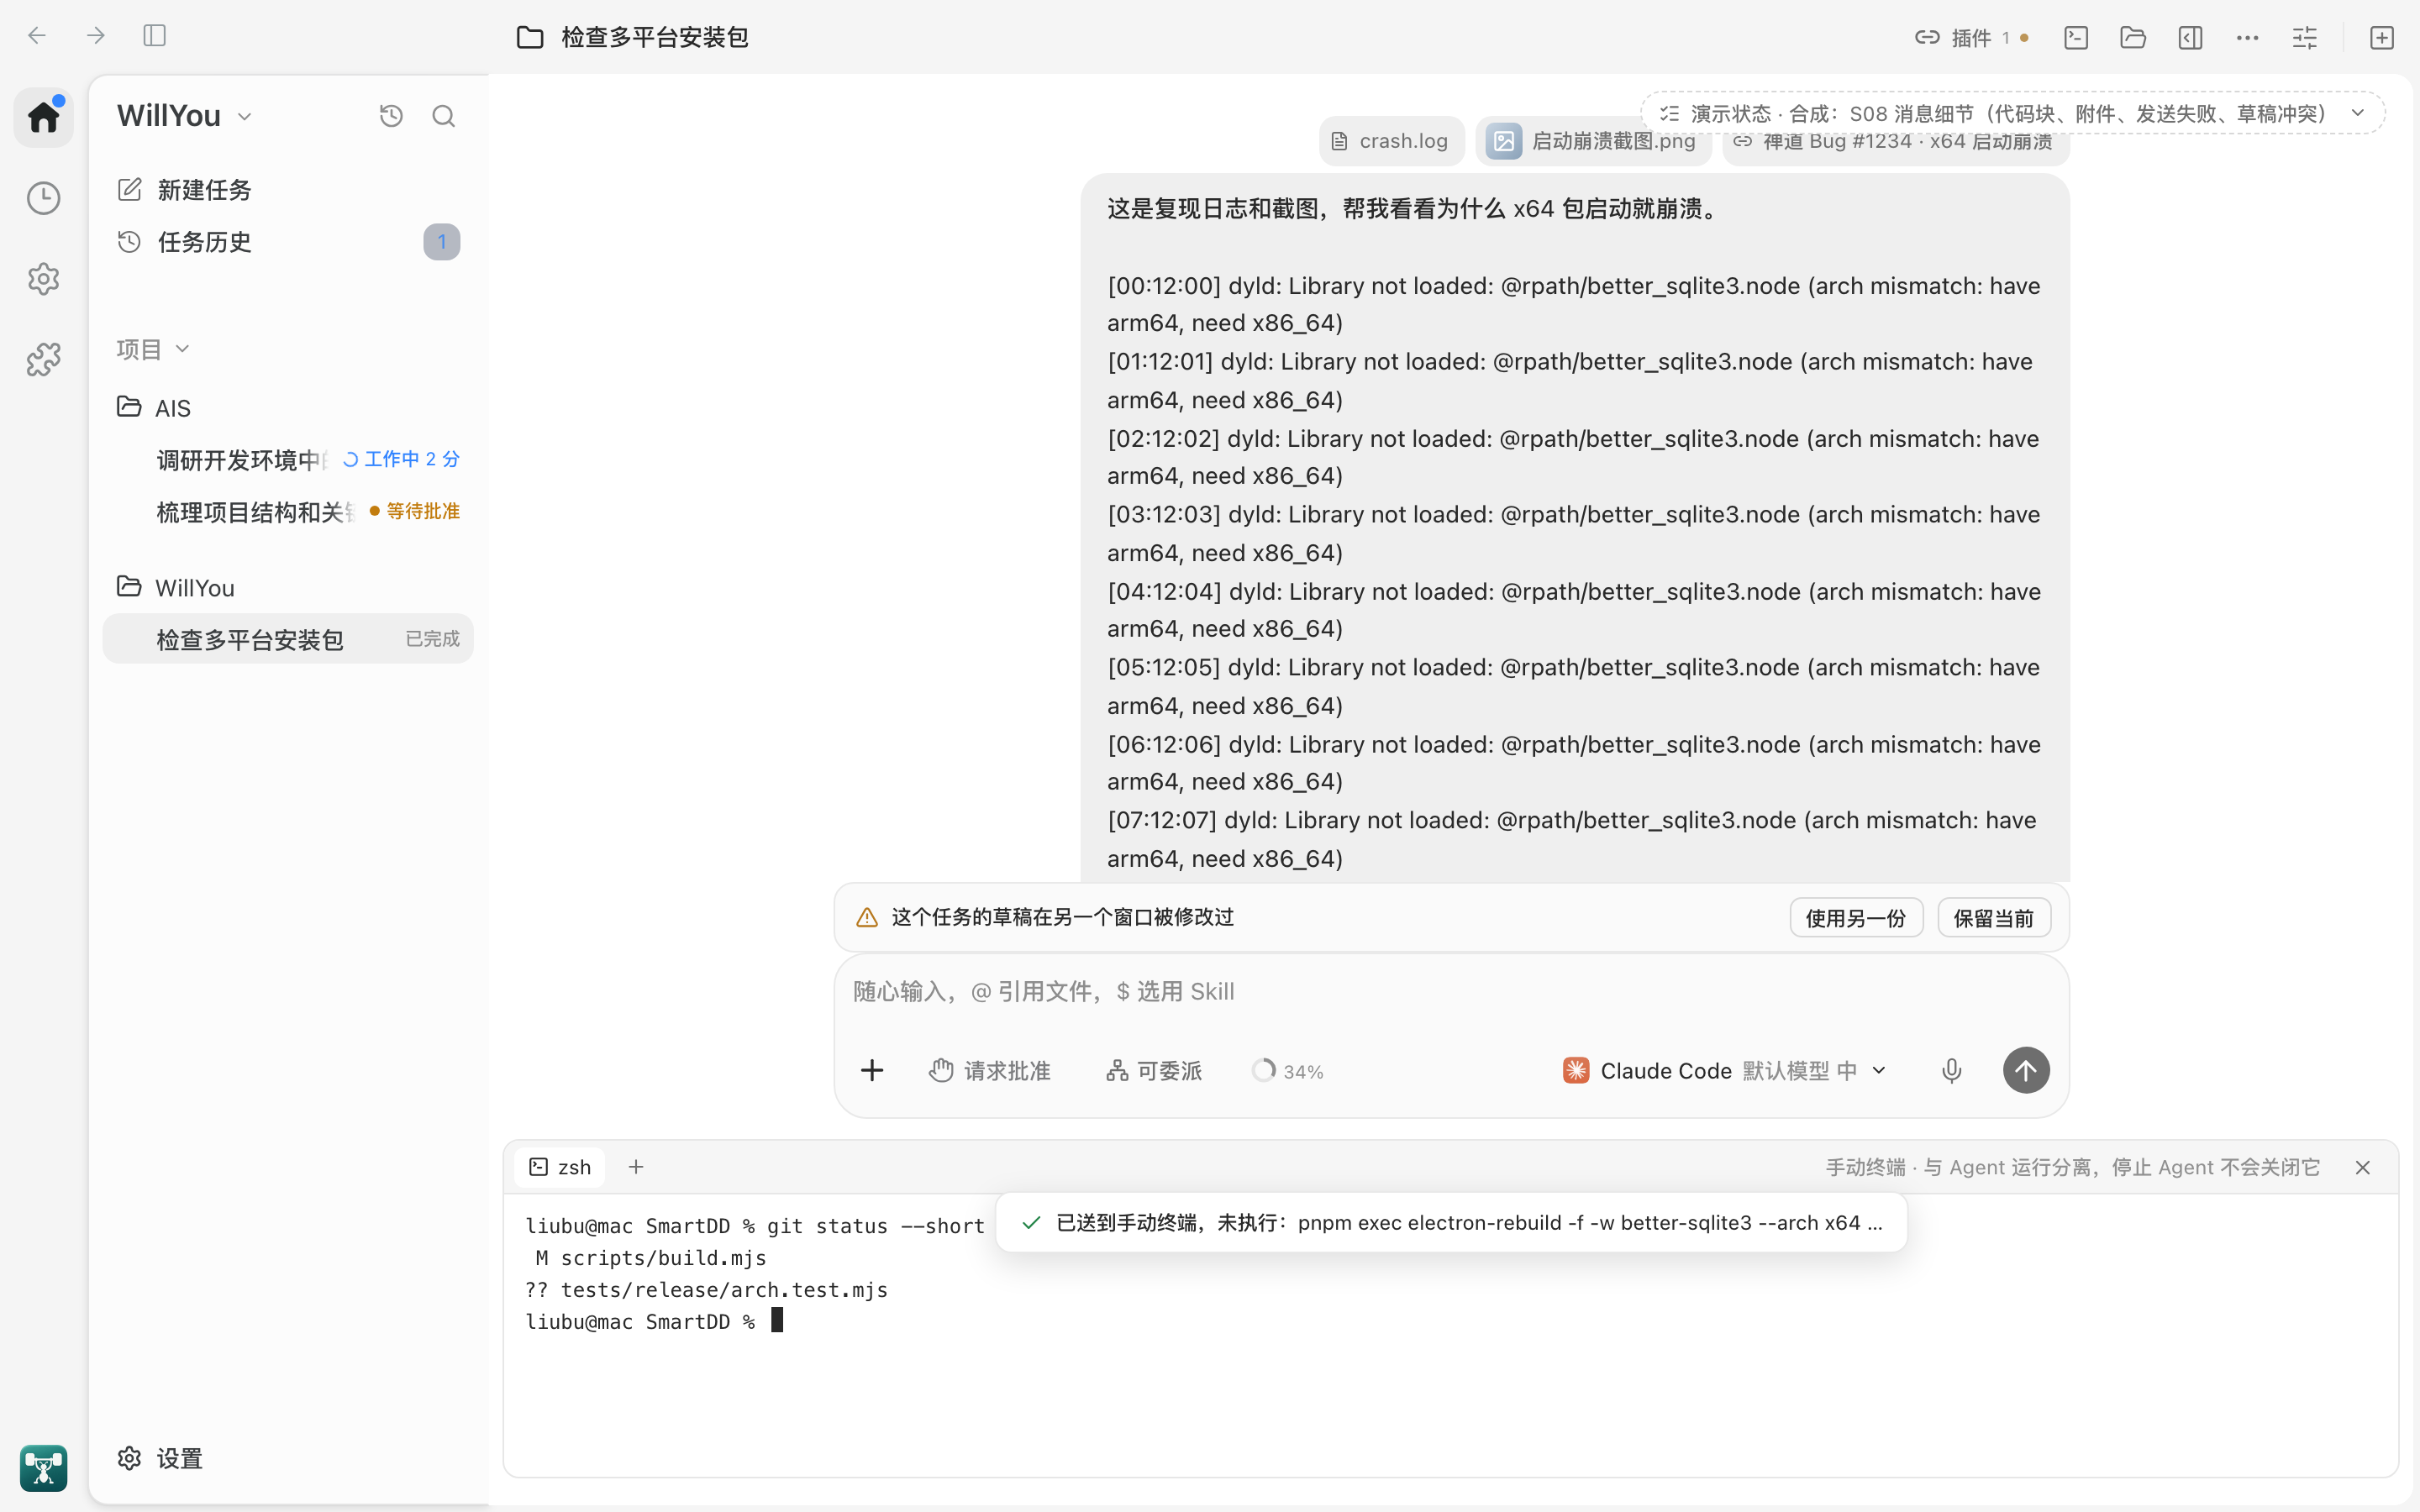 检查多平台安装包
插件 1
WillYou
新建任务
任务历史
1
项目
AIS
调研开发环境中
工作中 2 分
梳理项目结构和关
等待批准
WillYou
检查多平台安装包
已完成
设置
演示状态 · 合成：S08 消息细节（代码块、附件、发送失败、草稿冲突）
crash.log
启动崩溃截图.png
禅道 Bug #1234 · x64 启动崩溃
这是复现日志和截图，帮我看看为什么 x64 包启动就崩溃。
[00:12:00] dyld: Library not loaded: @rpath/better_sqlite3.node (arch mismatch: have
arm64, need x86_64)
[01:12:01] dyld: Library not loaded: @rpath/better_sqlite3.node (arch mismatch: have
arm64, need x86_64)
[02:12:02] dyld: Library not loaded: @rpath/better_sqlite3.node (arch mismatch: have
arm64, need x86_64)
[03:12:03] dyld: Library not loaded: @rpath/better_sqlite3.node (arch mismatch: have
arm64, need x86_64)
[04:12:04] dyld: Library not loaded: @rpath/better_sqlite3.node (arch mismatch: have
arm64, need x86_64)
[05:12:05] dyld: Library not loaded: @rpath/better_sqlite3.node (arch mismatch: have
arm64, need x86_64)
[06:12:06] dyld: Library not loaded: @rpath/better_sqlite3.node (arch mismatch: have
arm64, need x86_64)
[07:12:07] dyld: Library not loaded: @rpath/better_sqlite3.node (arch mismatch: have
arm64, need x86_64)
这个任务的草稿在另一个窗口被修改过
使用另一份
保留当前
随心输入，@ 引用文件，$ 选用 Skill
请求批准
可委派
34%
Claude Code 默认模型 中
zsh
手动终端 · 与 Agent 运行分离，停止 Agent 不会关闭它
liubu@mac SmartDD % git status --short
已送到手动终端，未执行：pnpm exec electron-rebuild -f -w better-sqlite3 --arch x64 ...
M scripts/build.mjs
?? tests/release/arch.test.mjs
liubu@mac SmartDD %